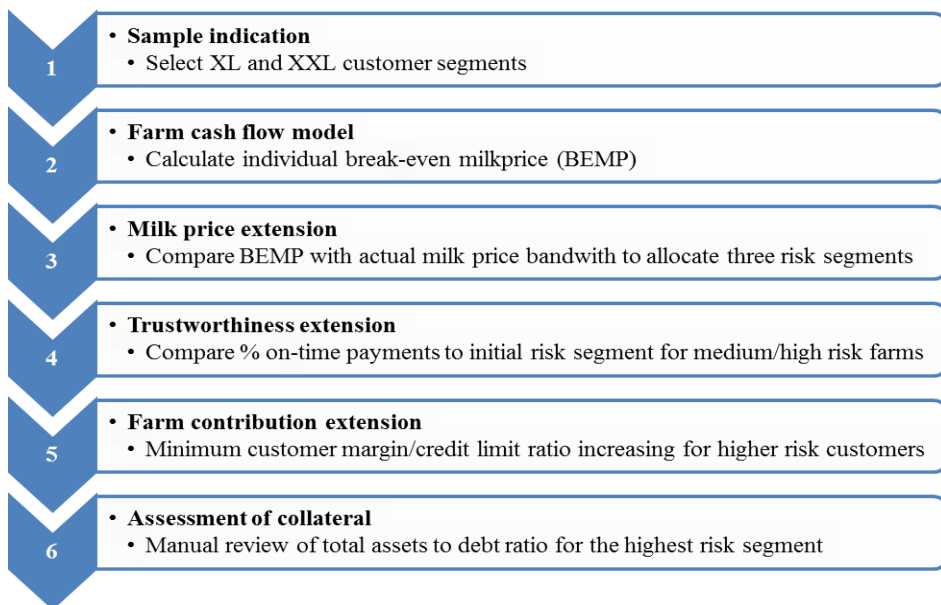 1
• Sample indication
• Select XL and XXL customer segments
2
• Farm cash flow model
• Calculate individual break-even milkprice (BEMP)
3
• Milk price extension
• Compare BEMP with actual milk price bandwith to allocate three risk segments
4
• Trustworthiness extension
• Compare % on-time payments to initial risk segment for medium/high risk farms
5
• Farm contribution extension
• Minimum customer margin/credit limit ratio increasing for higher risk customers
6
• Assessment of collateral
• Manual review of total assets to debt ratio for the highest risk segment